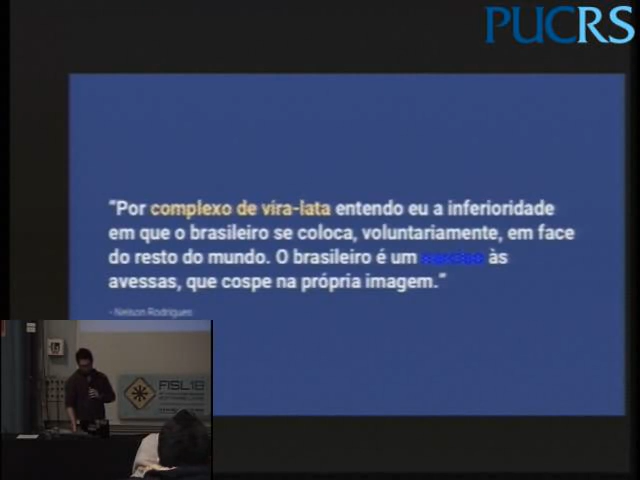 PUCRS
"Por complexo de vira-lata entendo eu a inferioridade
em que o brasileiro se coloca, voluntariamente, em face
do resto do mundo. O brasileiro é um narciso às
avessas, que cospe na própria imagem."
- Nelson Rodrigues
FISL18